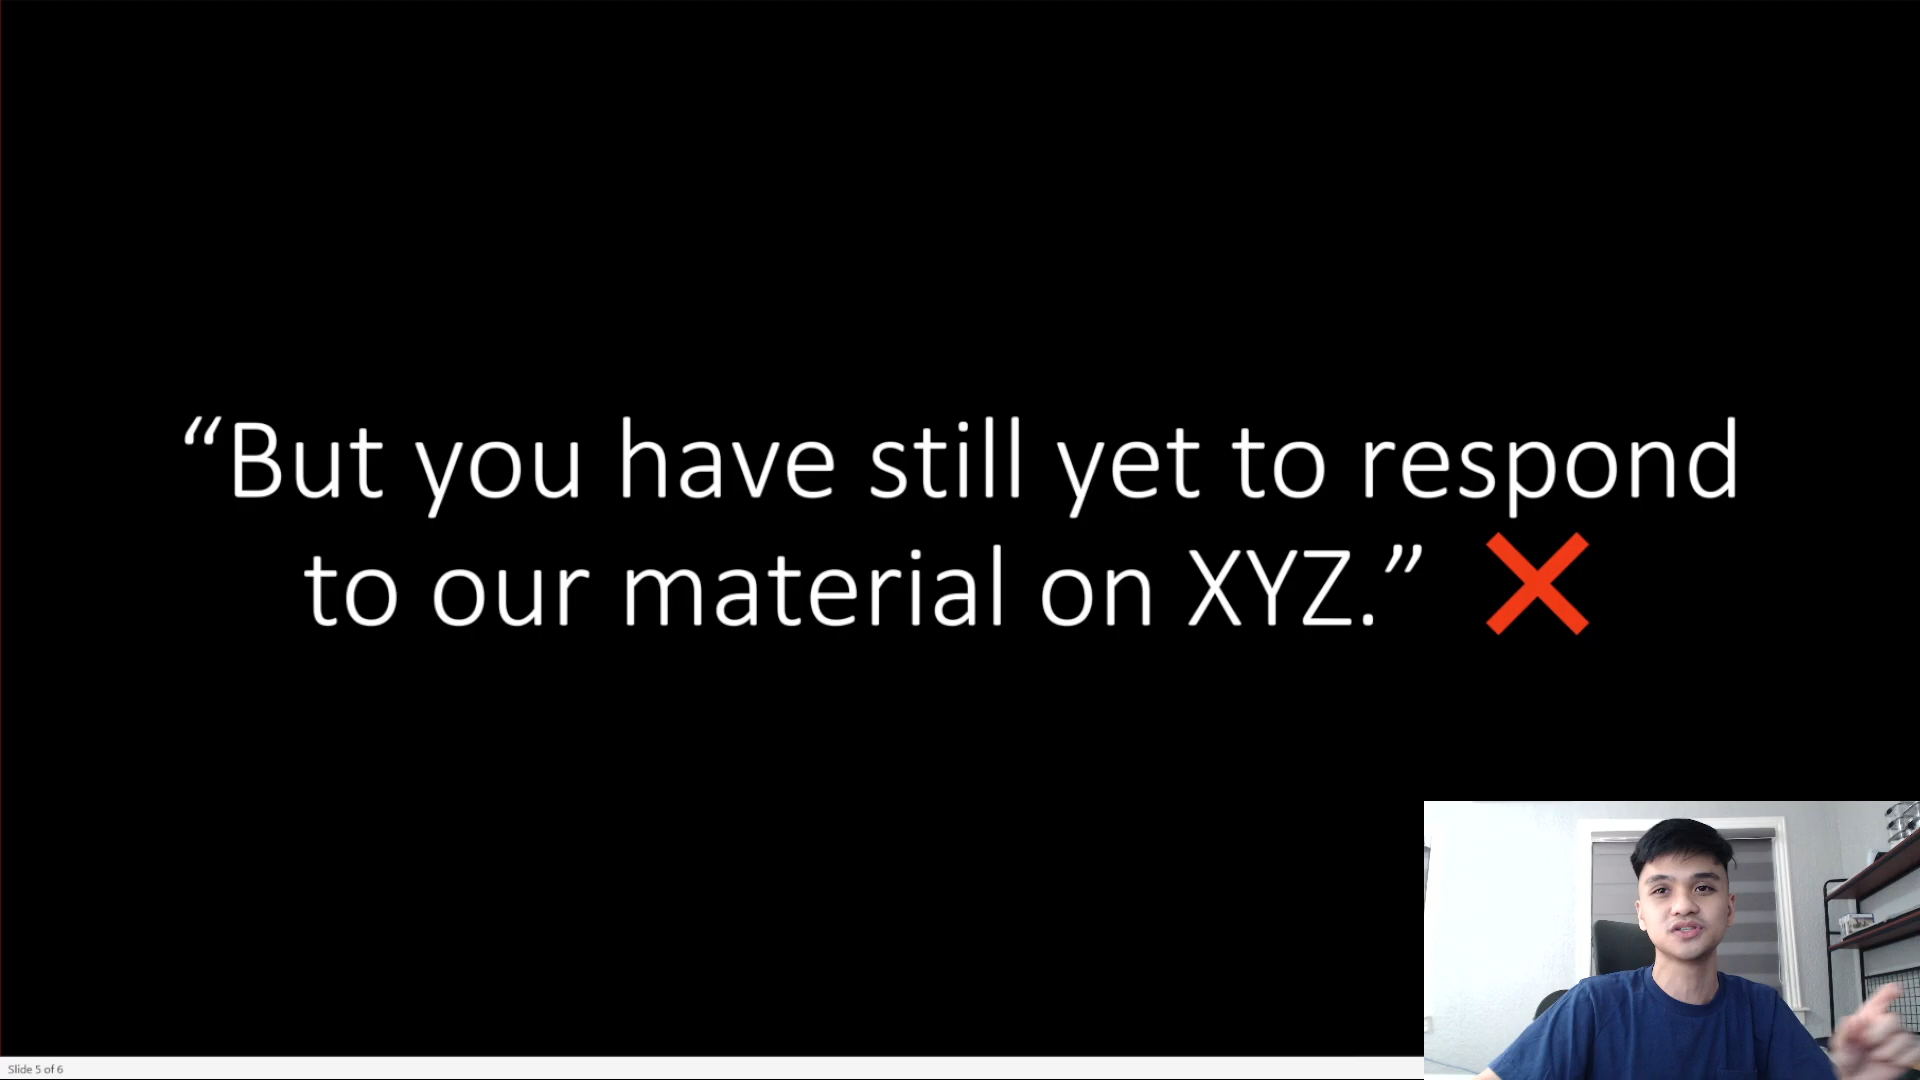 “But you have still yet to respond
to our material on XYZ.”
Slide 5 of 6